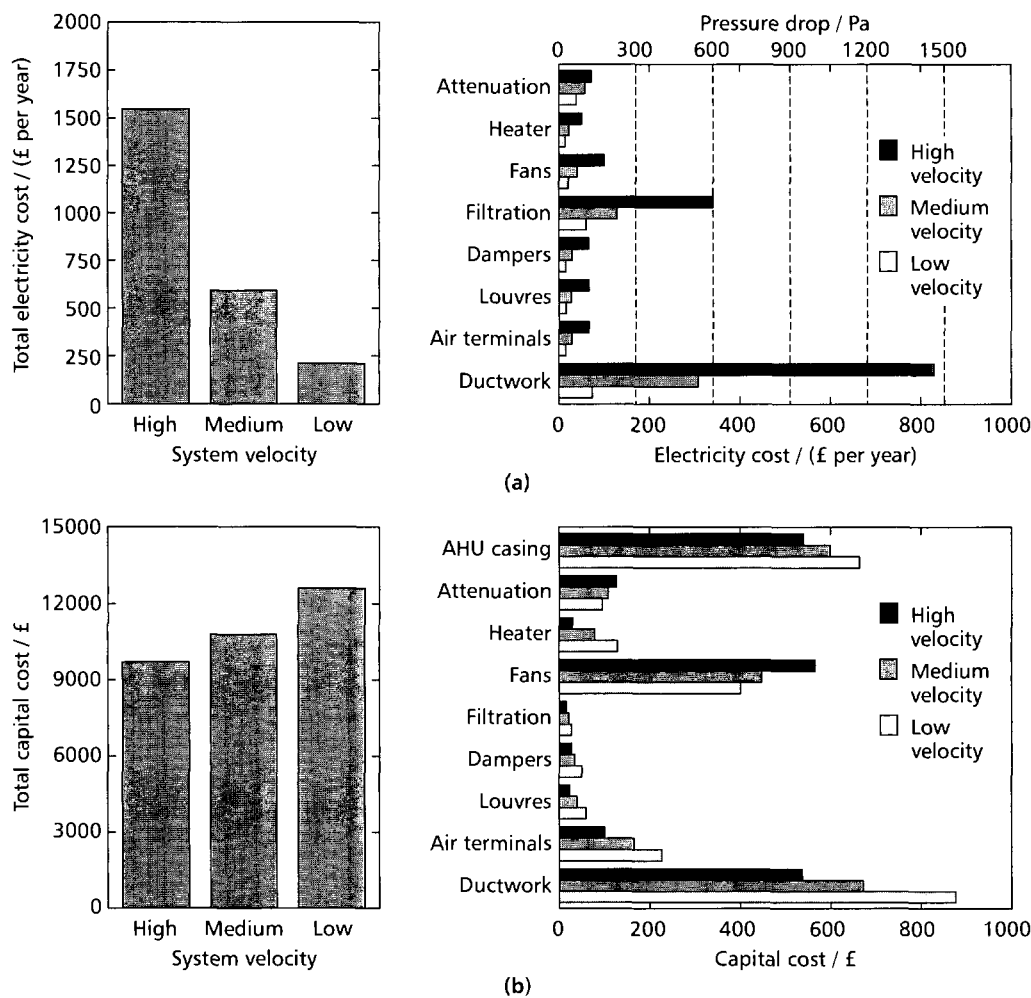 Total electricity cost / (£ per year)
2000
1750
1500
1250
1000
750
500
250
0
High Medium Low
System velocity
Pressure drop / Pa
0 300 600 900 1200 1500
Attenuation
Heater
Fans
Filtration
Dampers
Louvres
Air terminals
Ductwork
High
velocity
Medium
velocity
Low
velocity
0 200 400 600 800 1000
Electricity cost / (£ per year)
(a)
Total capital cost / £
15000
12000
9000
6000
3000
0
High Medium Low
System velocity
AHU casing
Attenuation
Heater
Fans
Filtration
Dampers
Louvres
Air terminals
Ductwork
High
velocity
Medium
velocity
Low
velocity
0 200 400 600 800 1000
Capital cost / £
(b)